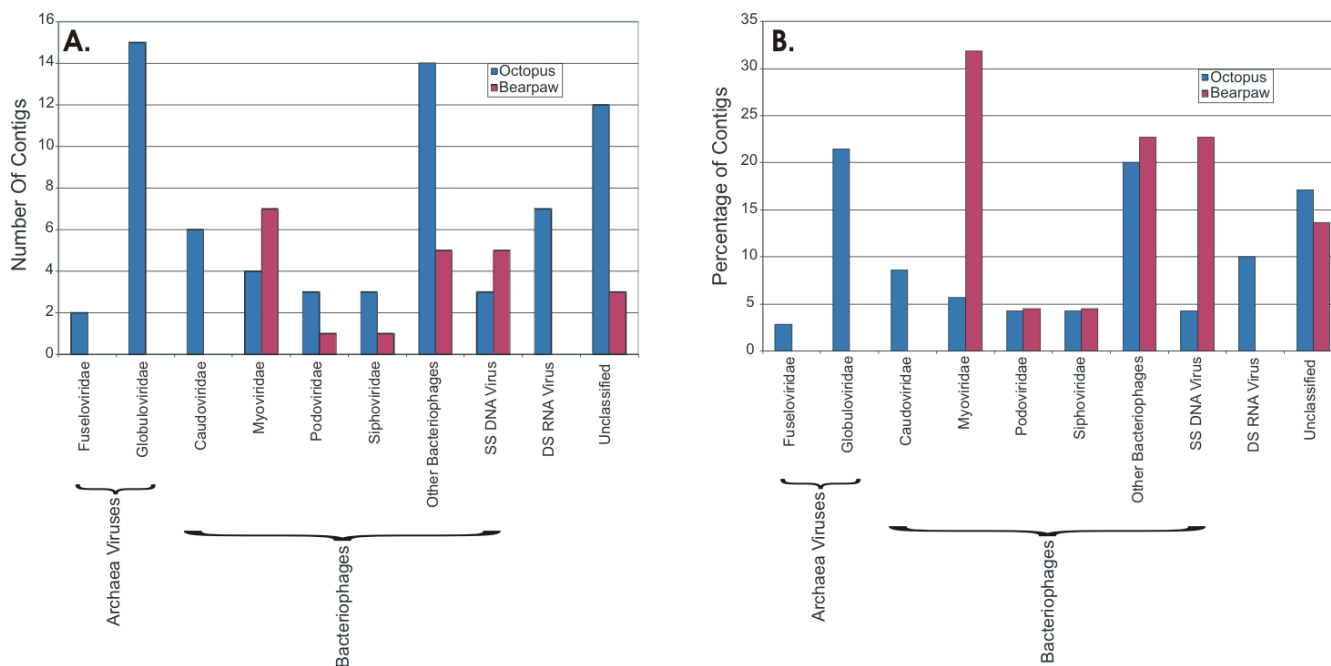 A.
Number Of Contigs
16
14
12
10
8
6
4
2
0
Octopus
Bearpaw
Fuseloviridae
Globuloviridae
Caudoviridae
Myoviridae
Podoviridae
Siphoviridae
Other Bacteriophages
SS DNA Virus
DS RNA Virus
Unclassified
Archaea Viruses
Bacteriophages
B.
Percentage of Contigs
35
30
25
20
15
10
5
0
Octopus
Bearpaw
Fuseloviridae
Globuloviridae
Caudoviridae
Myoviridae
Podoviridae
Siphoviridae
Other Bacteriophages
SS DNA Virus
DS RNA Virus
Unclassified
Archaea Viruses
Bacteriophages